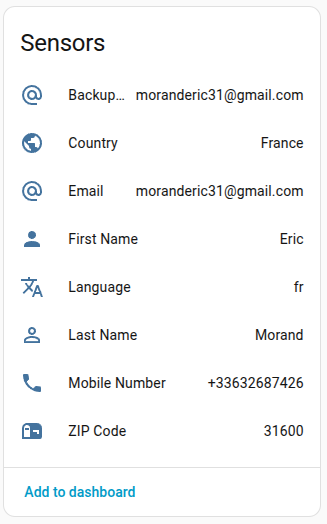 Sensors
Backup... moranderic31@gmail.com
Country France
Email moranderic31@gmail.com
First Name Eric
Language fr
Last Name Morand
Mobile Number +33632687426
ZIP Code 31600
Add to dashboard